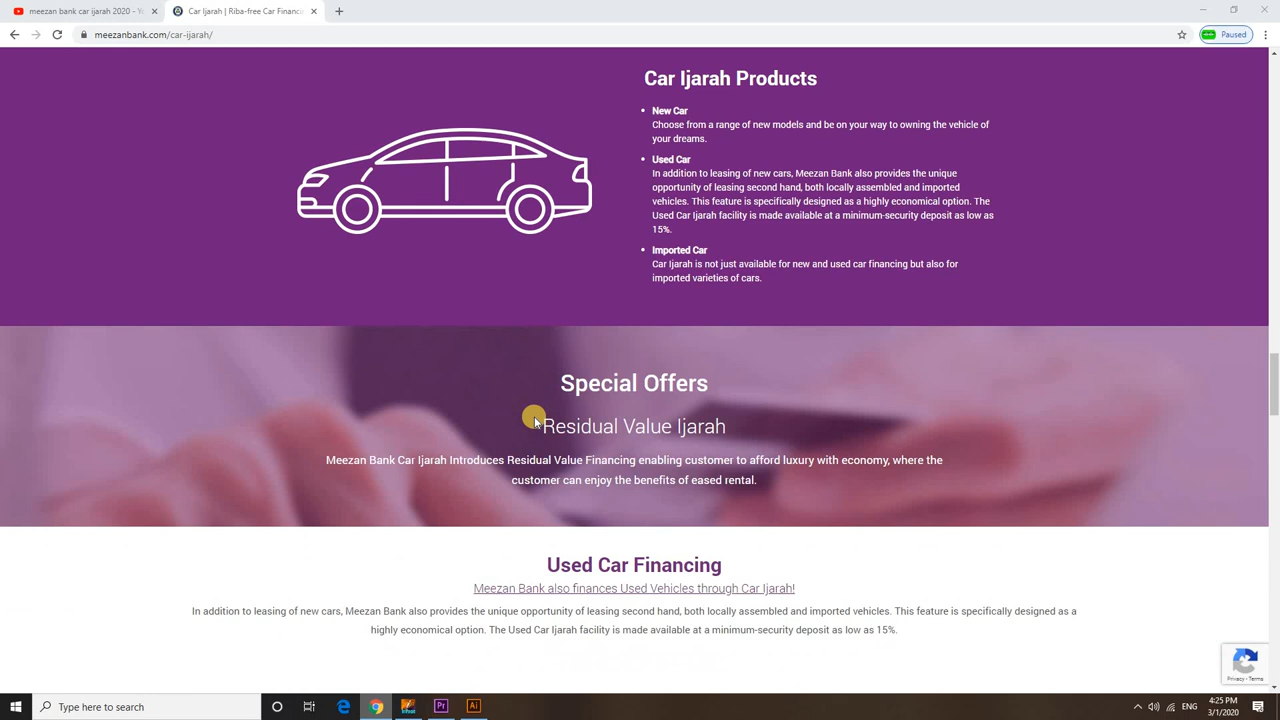 meezan bank car ijarah 2020 - Y
Car Ijarah | Riba-free Car Financi
meezanbank.com/car-ijarah/
Paused
Car Ijarah Products
New Car
Choose from a range of new models and be on your way to owning the vehicle of
your dreams.
Used Car
In addition to leasing of new cars, Meezan Bank also provides the unique
opportunity of leasing second hand, both locally assembled and imported
vehicles. This feature is specifically designed as a highly economical option. The
Used Car Ijarah facility is made available at a minimum-security deposit as low as
15%.
Imported Car
Car Ijarah is not just available for new and used car financing but also for
imported varieties of cars.
Special Offers
Residual Value Ijarah
Meezan Bank Car Ijarah Introduces Residual Value Financing enabling customer to afford luxury with economy, where the
customer can enjoy the benefits of eased rental.
Used Car Financing
Meezan Bank also finances Used Vehicles through Car Ijarah!
In addition to leasing of new cars, Meezan Bank also provides the unique opportunity of leasing second hand, both locally assembled and imported vehicles. This feature is specifically designed as a
highly economical option. The Used Car Ijarah facility is made available at a minimum-security deposit as low as 15%.
Privacy - Terms
Type here to search
Pr
Ai
ENG
4:25 PM
3/1/2020